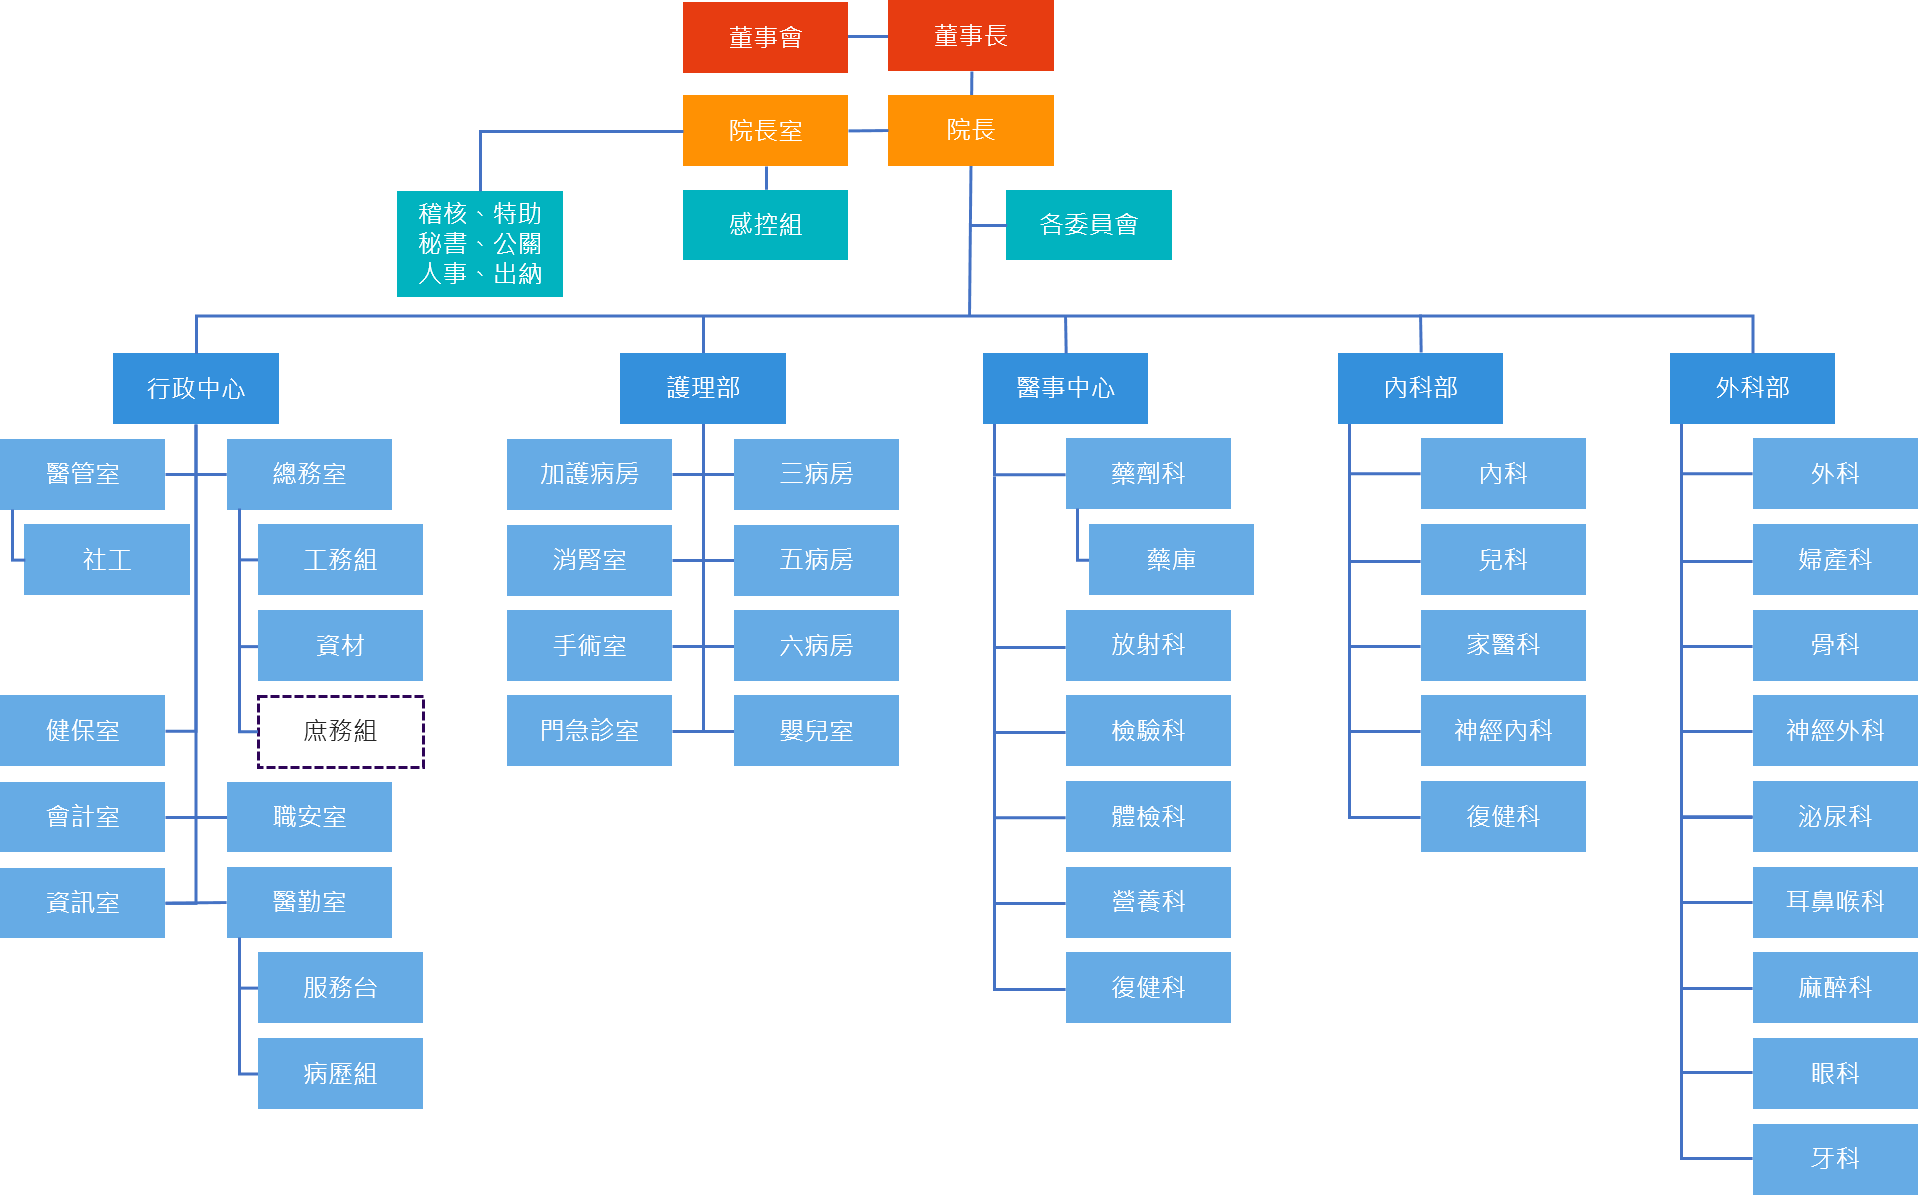 董事會
董事長
院長室
院長
稽核、特助
秘書、公關
人事、出納
感控組
各委員會
行政中心
護理部
醫事中心
內科部
外科部
醫管室
總務室
社工
工務組
資材
健保室
庶務組
會計室
職安室
資訊室
醫勤室
服務台
病歷組
加護病房
三病房
消腎室
五病房
手術室
六病房
門急診室
嬰兒室
藥劑科
藥庫
放射科
檢驗科
體檢科
營養科
復健科
內科
兒科
家醫科
神經內科
復健科
外科
婦產科
骨科
神經外科
泌尿科
耳鼻喉科
麻醉科
眼科
牙科